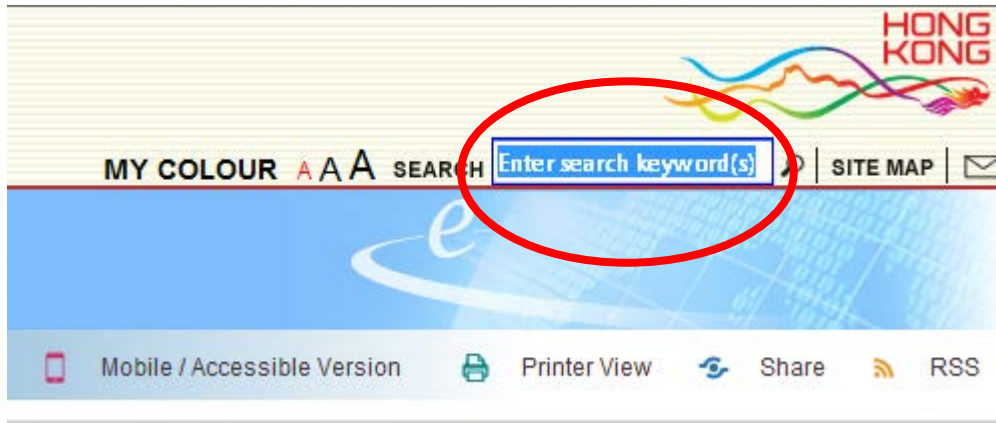 HONG
KONG
MY COLOUR A A A SEARCH Enter search keyword(s) SITE MAP
e
Mobile / Accessible Version Printer View Share RSS